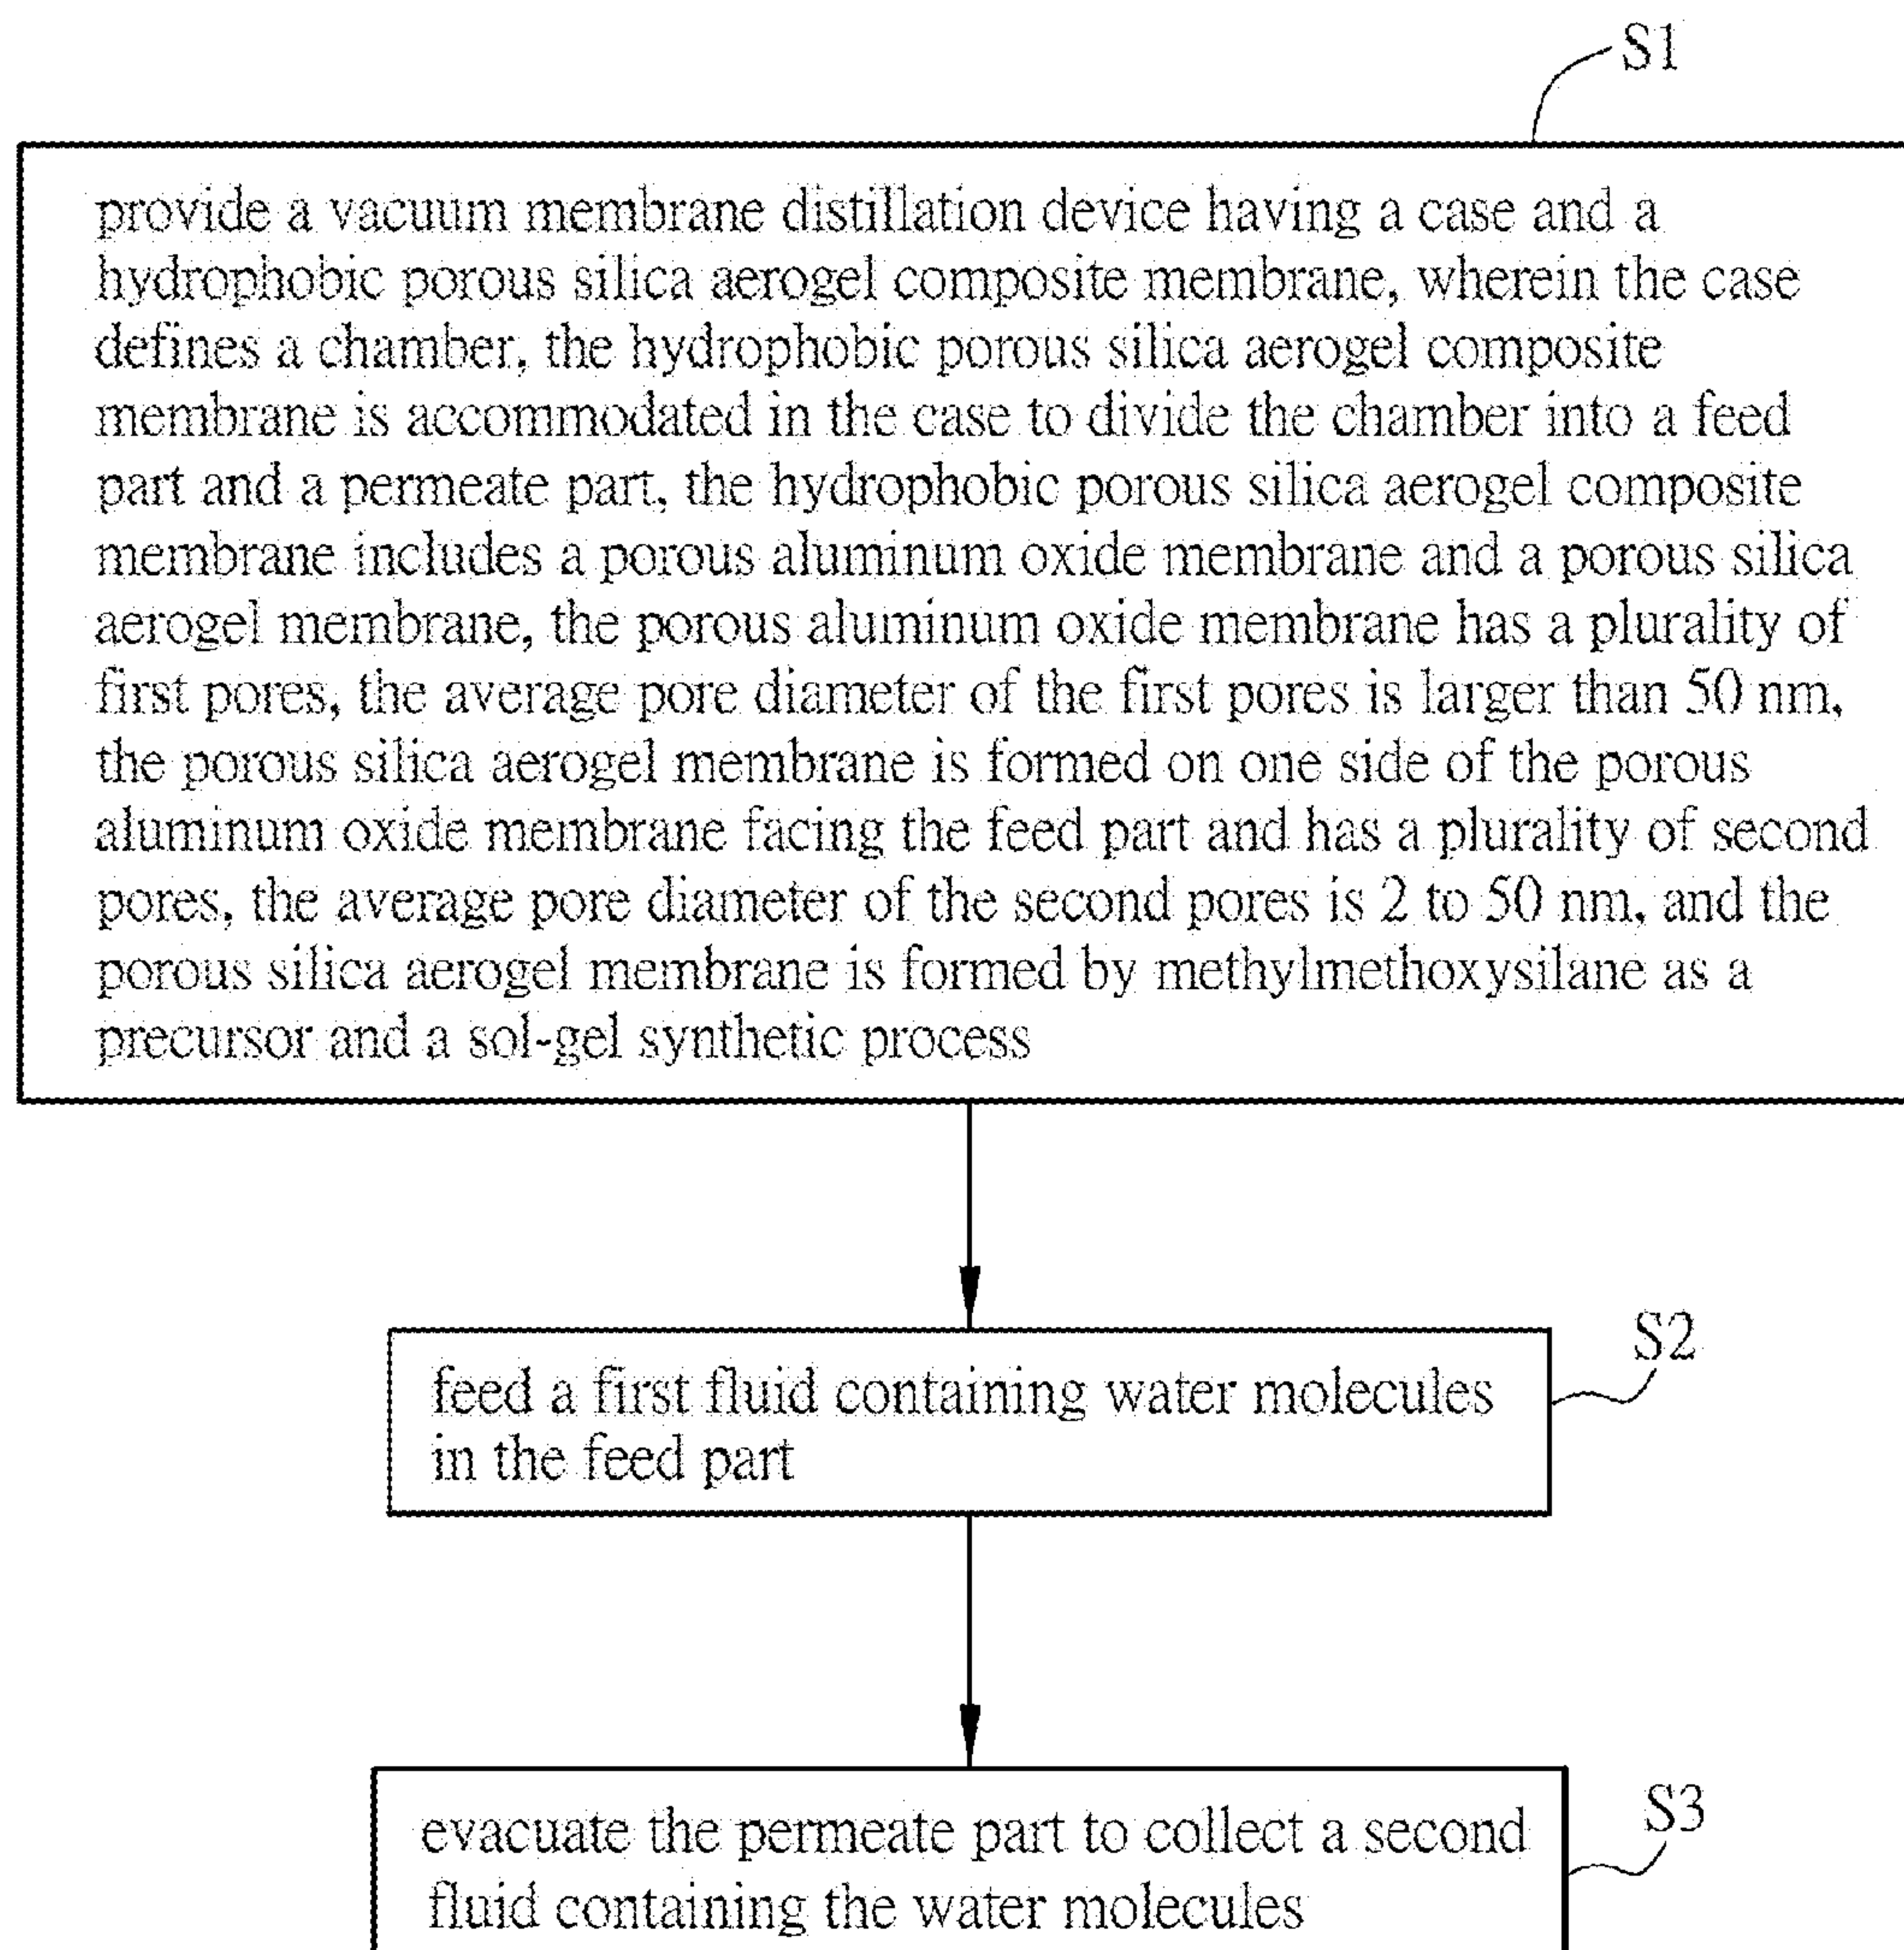 S1
provide a vacuum membrane distillation device having a case and a
hydrophobic porous silica aerogel composite membrane, wherein the case
defines a chamber, the hydrophobic porous silica aerogel composite
membrane is accommodated in the case to divide the chamber into a feed
part and a permeate part, the hydrophobic porous silica aerogel composite
membrane includes a porous aluminum oxide membrane and a porous silica
aerogel membrane, the porous aluminum oxide membrane has a plurality of
first pores, the average pore diameter of the first pores is larger than 50 nm,
the porous silica aerogel membrane is formed on one side of the porous
aluminum oxide membrane facing the feed part and has a plurality of second
pores, the average pore diameter of the second pores is 2 to 50 nm, and the
porous silica aerogel membrane is formed by methylmethoxysilane as a
precursor and a sol-gel synthetic process
S2
feed a first fluid containing water molecules
in the feed part
S3
evacuate the permeate part to collect a second
fluid containing the water molecules